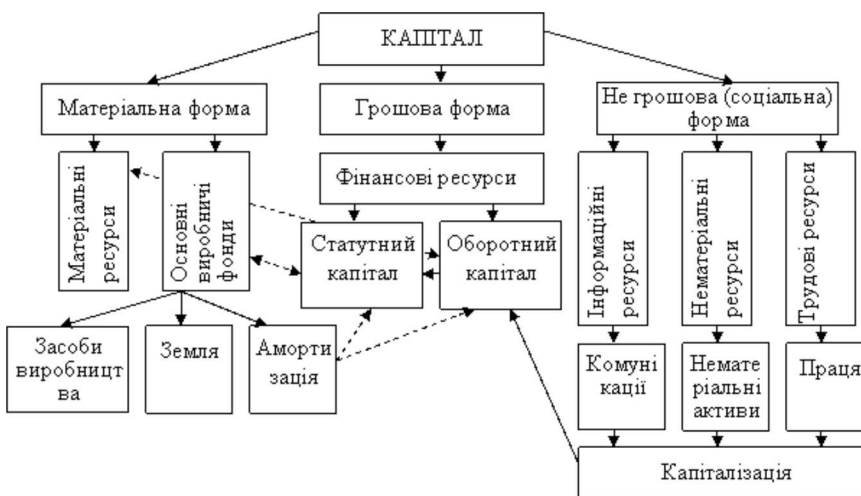 КАПІТАЛ
Матеріальна форма
Грошова форма
Не грошова (соціальна)
форма
Матеріальні
ресурси
Основні
виробничі
фонди
Фінансові ресурси
Статутний
капітал
Оборотний
капітал
Інформаційні
ресурси
Нематеріальні
ресурси
Трудові ресурси
Засоби
виробницт
ва
Земля
Аморти
зація
Комуні
кації
Немате
ріальні
активи
Праця
Капіталізація